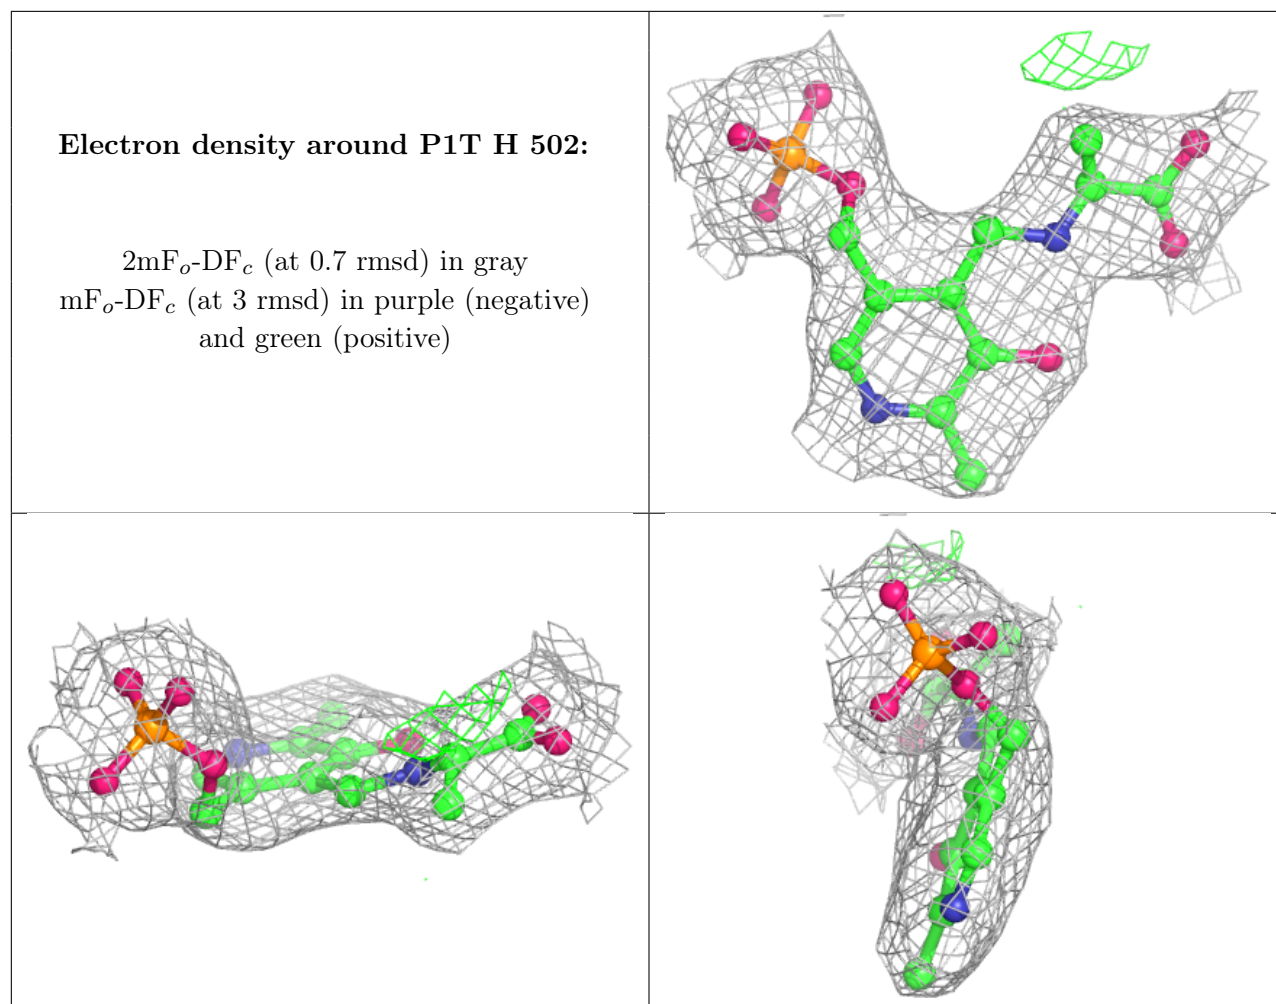 Electron density around P1T H 502:
2mFo-DFc (at 0.7 rmsd) in gray
mFo-DFc (at 3 rmsd) in purple (negative)
and green (positive)